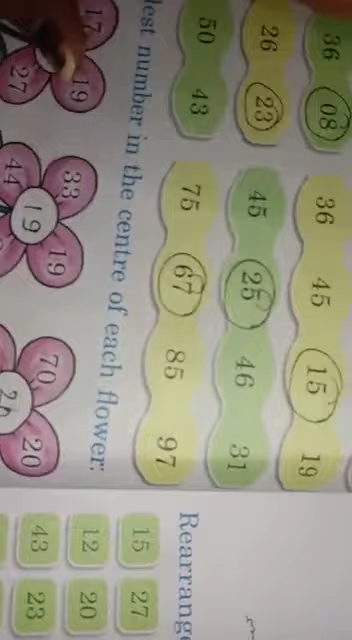 36 08 36 45 15 19
26 23 45 25 46 31
50 43 75 67 85 97
number in the centre of each flower:
17 19 27
33 44 19 19
70 20
15 27
12 20
43 23